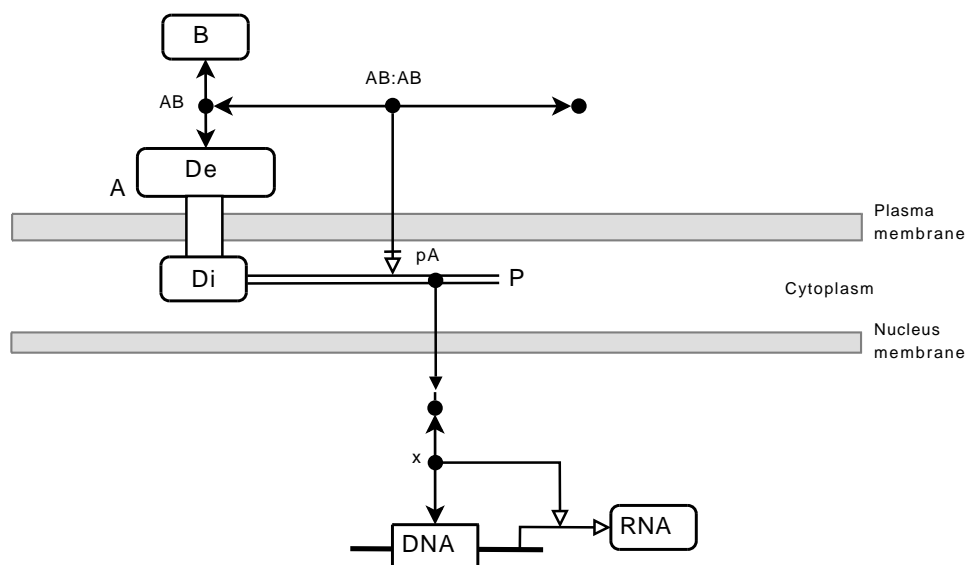 B
AB:AB
AB
De
A
Plasma
membrane
pA
Di
P
Cytoplasm
Nucleus
membrane
x
DNA
RNA